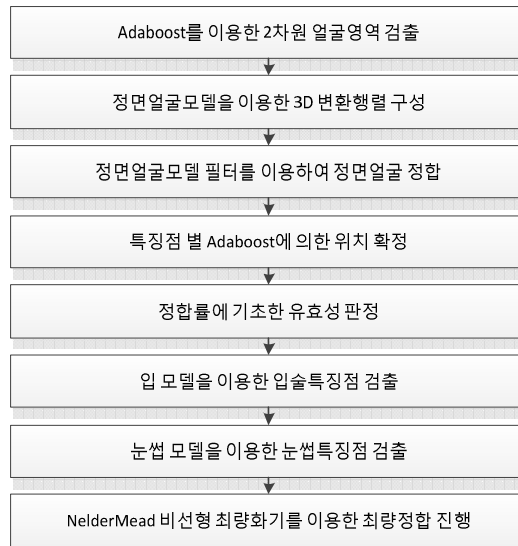 Adaboost를 이용한 2차원 얼굴영역 검출
정면얼굴모델을 이용한 3D 변환행렬 구성
정면얼굴모델 필터를 이용하여 정면얼굴 정합
특징점 별 Adaboost에 의한 위치 확정
정합률에 기초한 유효성 판정
입 모델을 이용한 입술특징점 검출
눈썹 모델을 이용한 눈썹특징점 검출
NelderMead 비선형 최량화기를 이용한 최량정합 진행